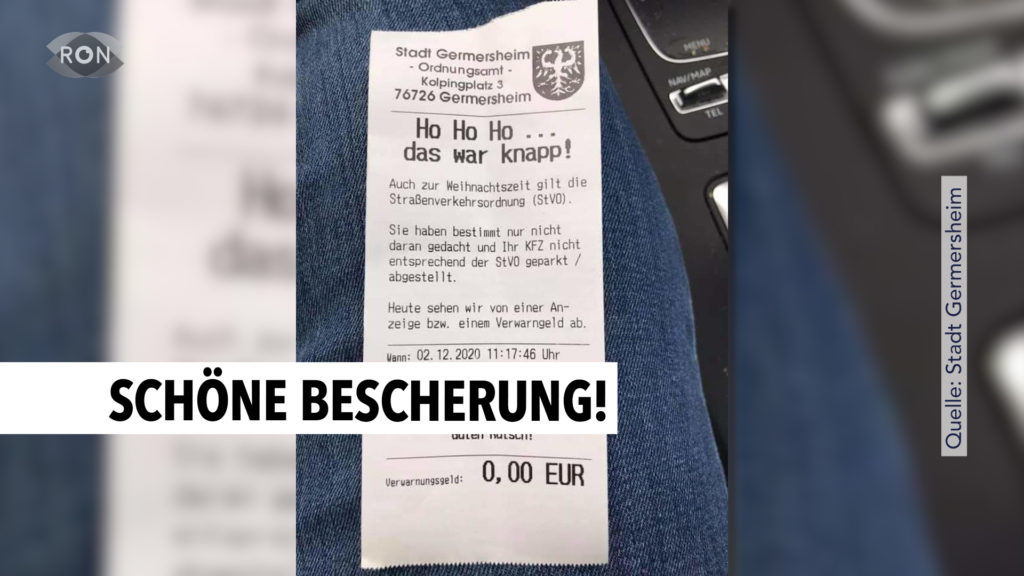 RON
Stadt Germersheim
- Ordnungsamt -
Kolpingplatz 3
76726 Germersheim
Ho Ho Ho ...
das war knapp!
Auch zur Weihnachtszeit gilt die
Straßenverkehrsordnung (StVO).
Sie haben bestimmt nur nicht
daran gedacht und Ihr KFZ nicht
entsprechend der StVO geparkt /
abgestellt.
Heute sehen wir von einer An-
zeige bzw. einem Verwarngeld ab.
Wann: 02.12.2020 11:17:46 Uhr
SCHÖNE BESCHERUNG!
Guten Rutsch!
Verwarnungsgeld: 0,00 EUR
MENU
NAV/MAP
TEL
Quelle: Stadt Germersheim